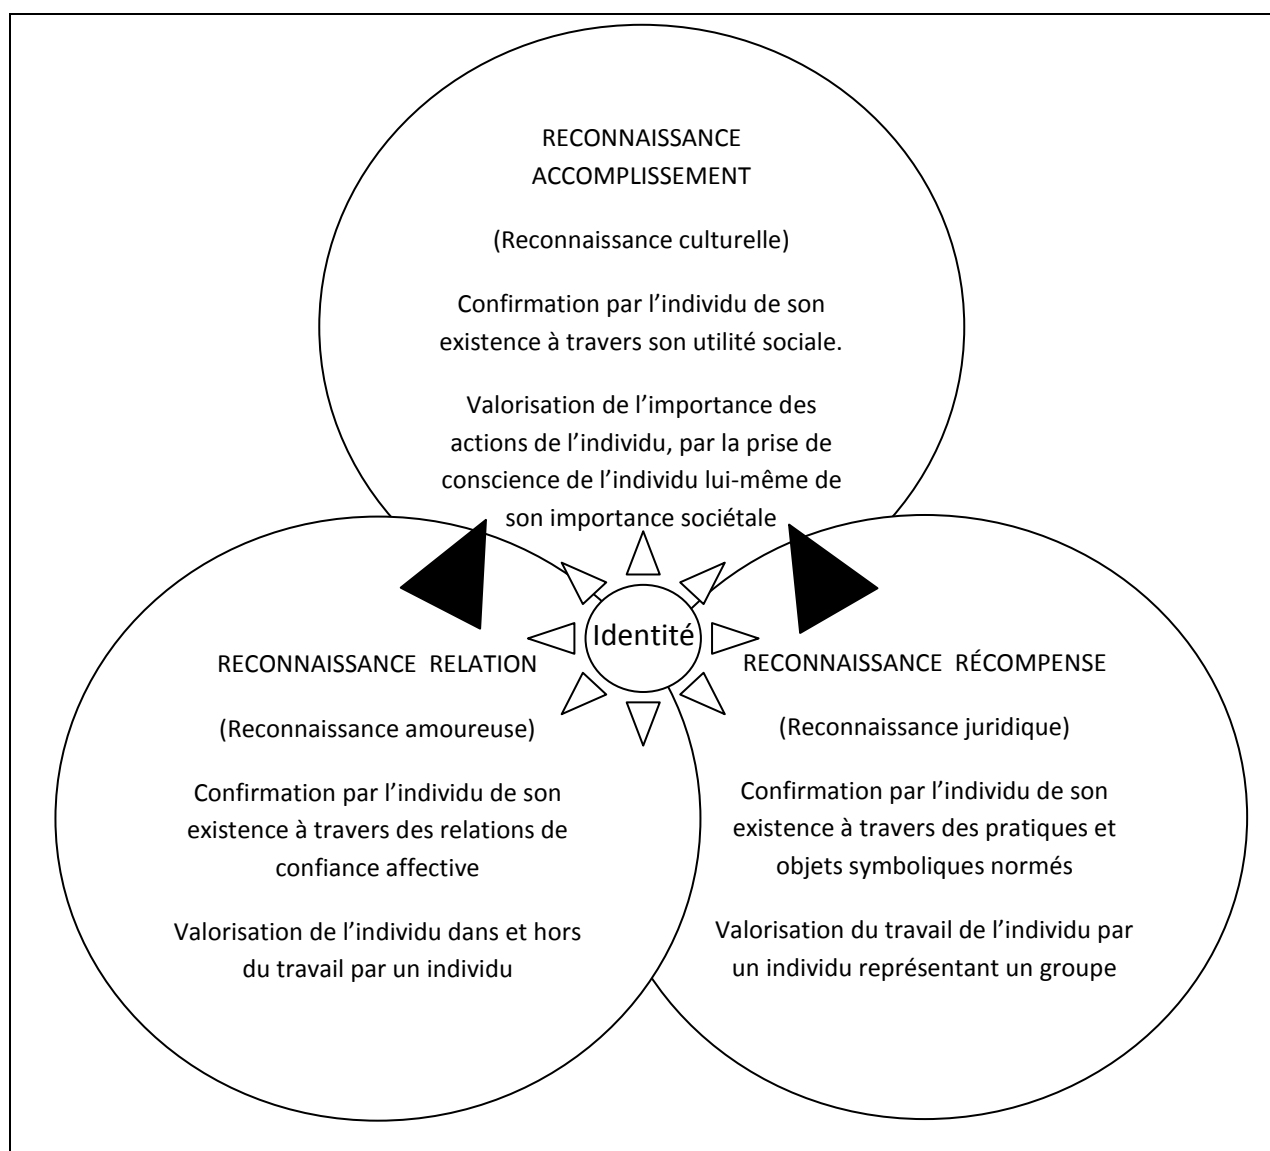 RECONNAISSANCE
ACCOMPLISSEMENT
(Reconnaissance culturelle)
Confirmation par l’individu de son
existence à travers son utilité sociale.
Valorisation de l’importance des
actions de l’individu, par la prise de
conscience de l’individu lui-même de
son importance sociétale
Identité
RECONNAISSANCE RELATION
(Reconnaissance amoureuse)
Confirmation par l’individu de son
existence à travers des relations de
confiance affective
Valorisation de l’individu dans et hors
du travail par un individu
RECONNAISSANCE RÉCOMPENSE
(Reconnaissance juridique)
Confirmation par l’individu de son
existence à travers des pratiques et
objets symboliques normés
Valorisation du travail de l’individu par
un individu représentant un groupe